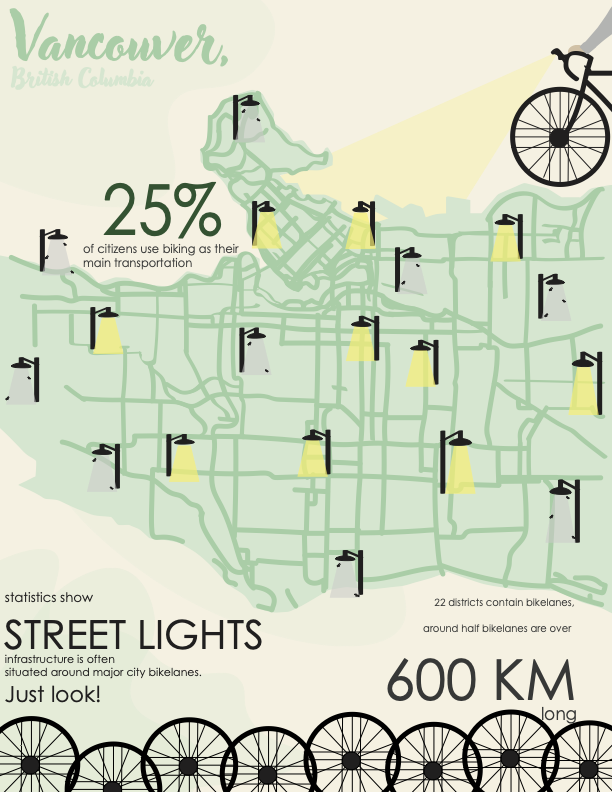 Vancouver,
British Columbia
25%
of citizens use biking as their
main transportation
statistics show
STREET LIGHTS
infrastructure is often
situated around major city bikelanes.
Just look!
22 districts contain bikelanes,
around half bikelanes are over
600 KM
long